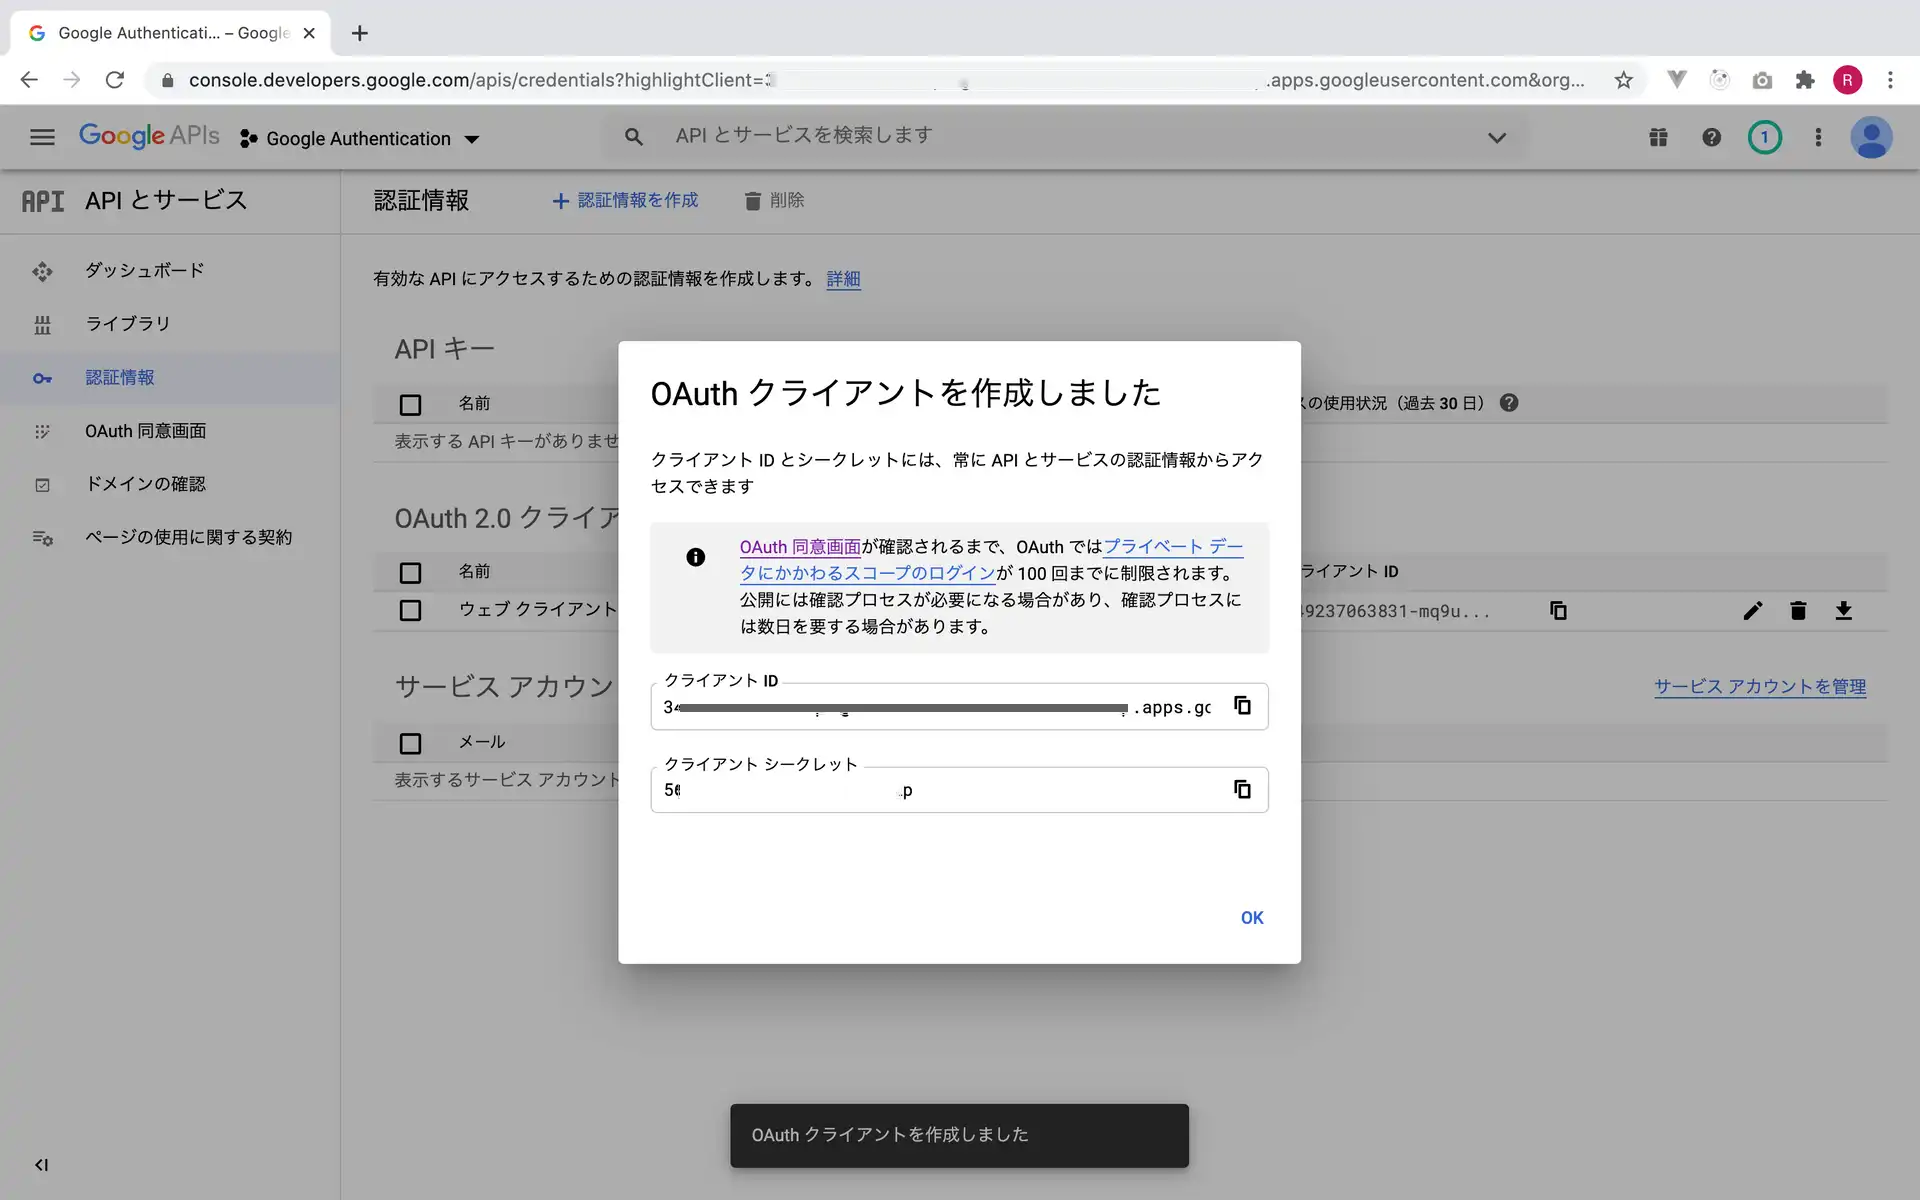 Google Authenticati... – Google
console.developers.google.com/apis/credentials?highlightClient=3
.apps.googleusercontent.com&org...
R
Google APIs
Google Authentication
API とサービスを検索します
1
API
API とサービス
認証情報
認証情報を作成
削除
ダッシュボード
ライブラリ
認証情報
OAuth 同意画面
ドメインの確認
ページの使用に関する契約
有効な API にアクセスするための認証情報を作成します。 詳細
API キー
名前
の使用状況（過去 30 日）
表示する API キーがありませ
OAuth 2.0 クライア
名前
ライアント ID
ウェブ クライアント
49237063831-mq9u...
サービス アカウン
サービス アカウントを管理
メール
表示するサービス アカウント
OAuth クライアントを作成しました
クライアント ID とシークレットには、常に API とサービスの認証情報からアク
セスできます
OAuth 同意画面が確認されるまで、OAuth ではプライベート デー
タにかかわるスコープのログインが 100 回までに制限されます。
公開には確認プロセスが必要になる場合があり、確認プロセスに
は数日を要する場合があります。
クライアント ID
34
.apps.gc
クライアント シークレット
5
p
OK
OAuth クライアントを作成しました